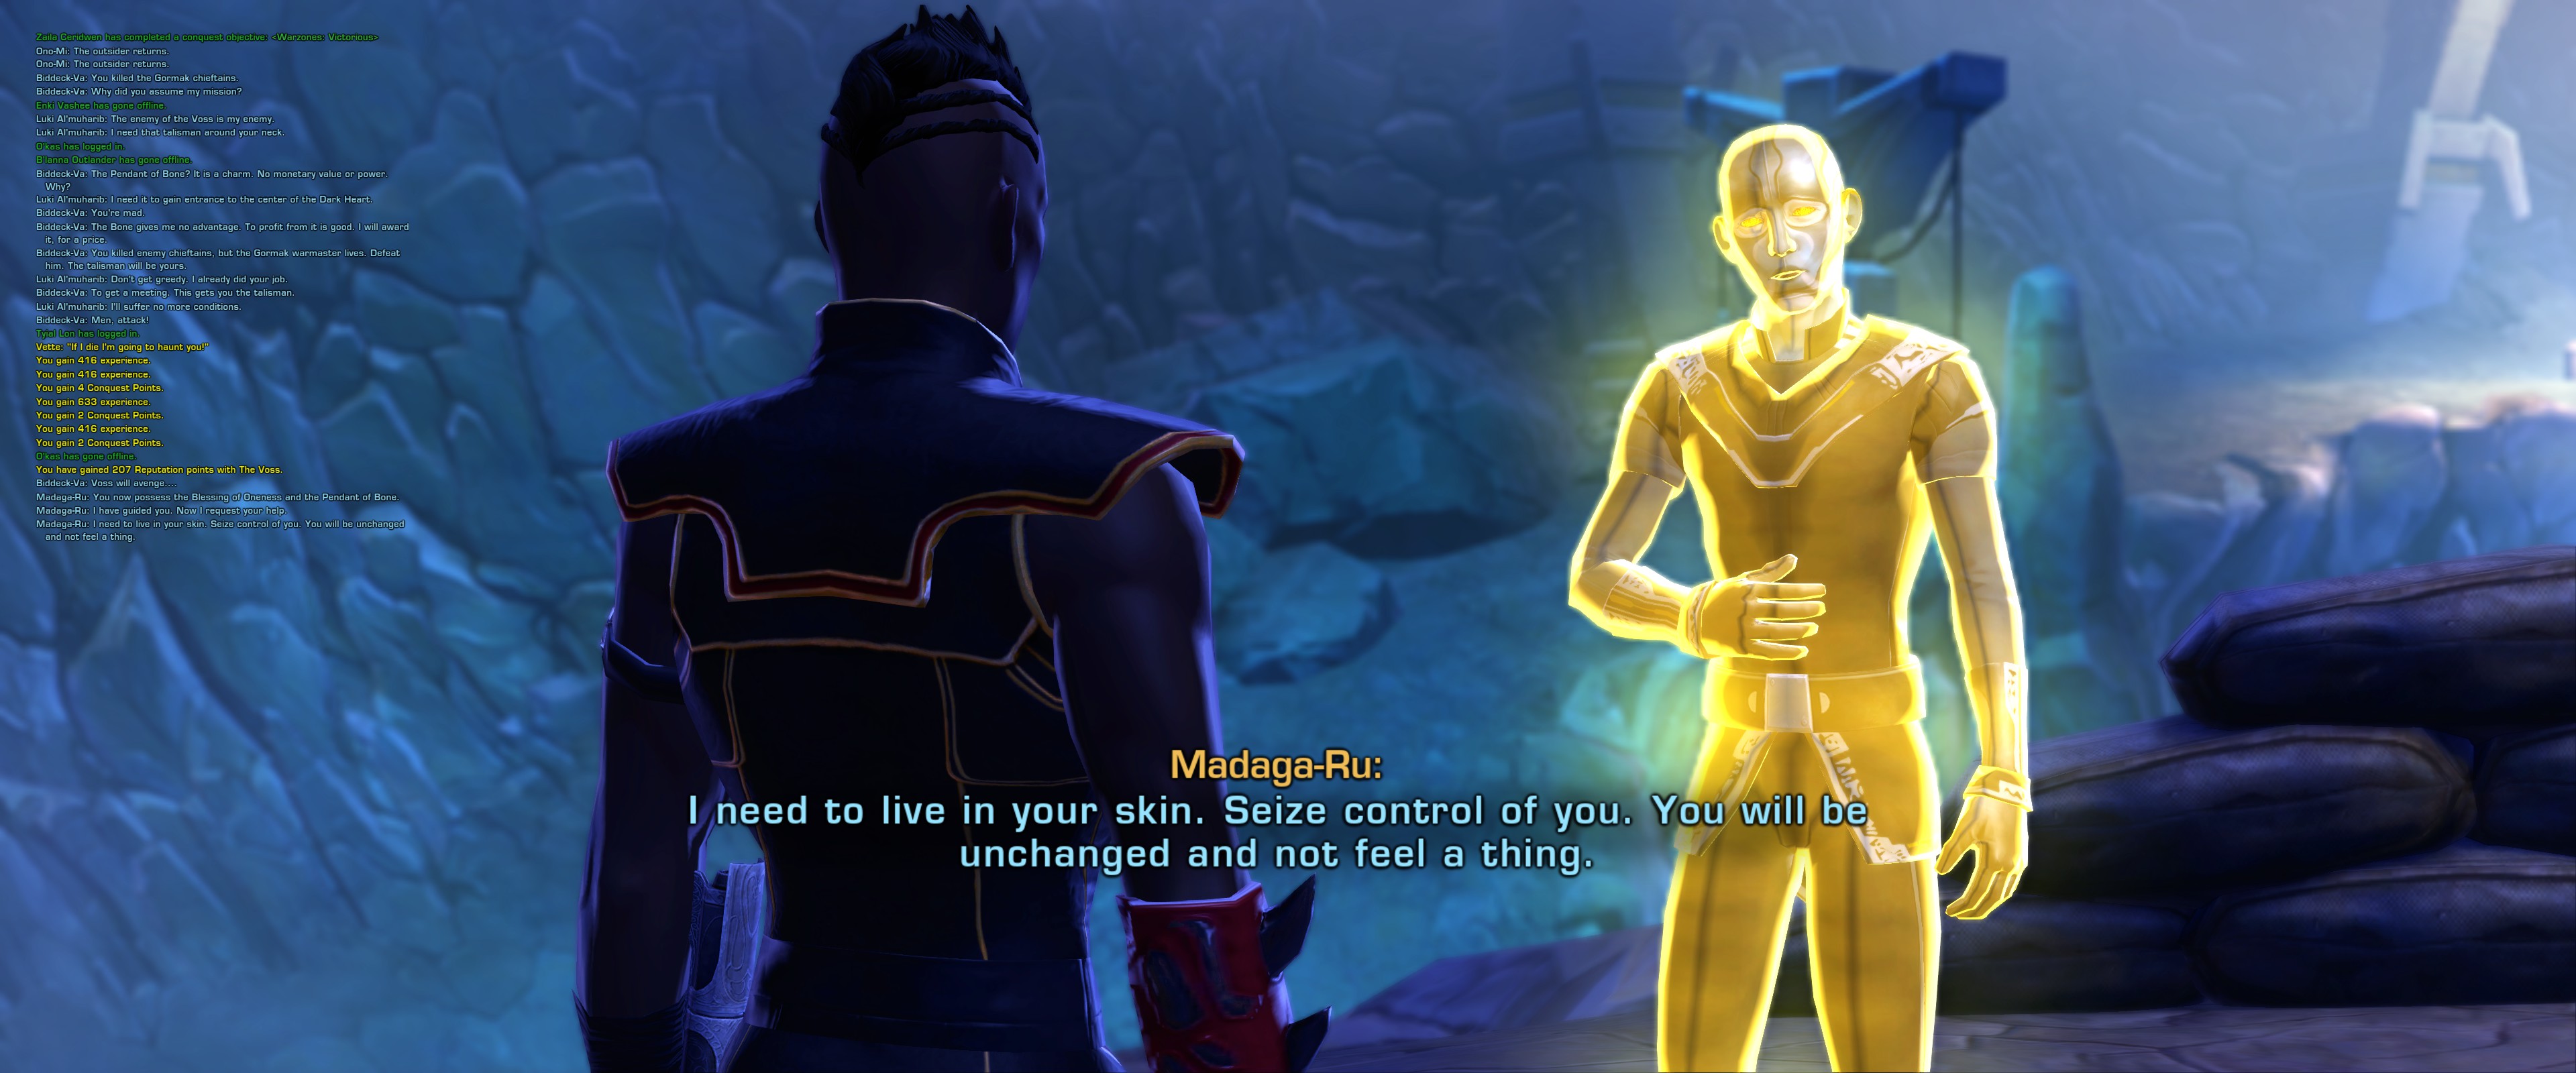 Zaila Ceridwen has completed a conquest objective: <Warzones: Victorious>
Ono-Mi: The outsider returns.
Ono-Mi: The outsider returns.
Biddeck-Va: You killed the Gormak chieftains.
Biddeck-Va: Why did you assume my mission?
Enki Vashee has gone offline.
Luki Al'muharib: The enemy of the Voss is my enemy.
Luki Al'muharib: I need that talisman around your neck.
O'kas has logged in.
B'lanna Outlander has gone offline.
Biddeck-Va: The Pendant of Bone? It is a charm. No monetary value or power.
Why?
Luki Al'muharib: I need it to gain entrance to the center of the Dark Heart.
Biddeck-Va: You're mad.
Biddeck-Va: The Bone gives me no advantage. To profit from it is good. I will award
it, for a price.
Biddeck-Va: You killed enemy chieftains, but the Gormak warmaster lives. Defeat
him. The talisman will be yours.
Luki Al'muharib: Don't get greedy. I already did your job.
Biddeck-Va: To get a meeting. This gets you the talisman.
Luki Al'muharib: I'll suffer no more conditions.
Biddeck-Va: Men, attack!
Tyjal Lon has logged in.
Vette: "If I die I'm going to haunt you!"
You gain 416 experience.
You gain 416 experience.
You gain 4 Conquest Points.
You gain 633 experience.
You gain 2 Conquest Points.
You gain 416 experience.
You gain 2 Conquest Points.
O'kas has gone offline.
You have gained 207 Reputation points with The Voss.
Biddeck-Va: Voss will avenge....
Madaga-Ru: You now possess the Blessing of Oneness and the Pendant of Bone.
Madaga-Ru: I have guided you. Now I request your help.
Madaga-Ru: I need to live in your skin. Seize control of you. You will be unchanged
and not feel a thing.
Madaga-Ru:
I need to live in your skin. Seize control of you. You will be
unchanged and not feel a thing.